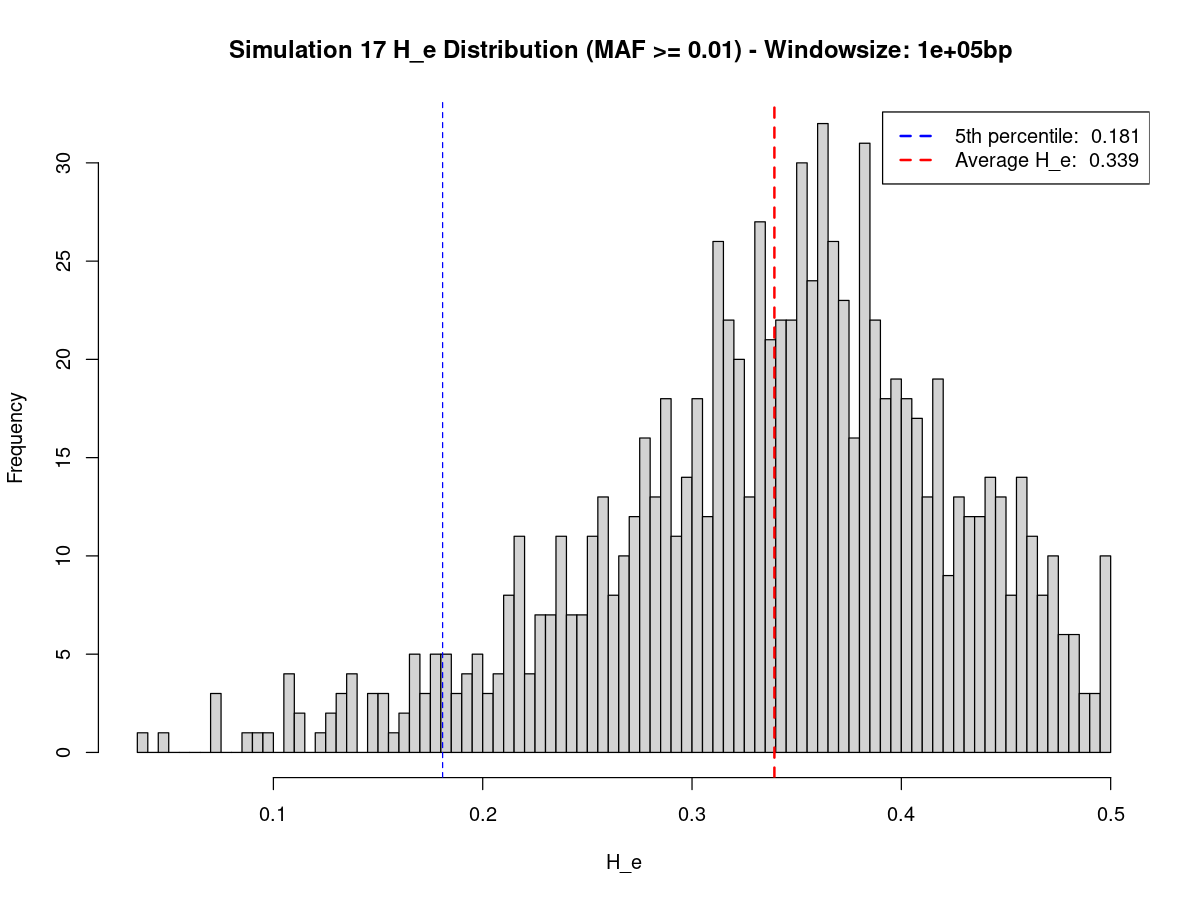 Simulation 17 H_e Distribution (MAF >= 0.01) - Windowsize: 1e+05bp
5th percentile:  0.181
Average H_e:  0.339
Frequency
30
25
20
15
10
5
0
0.1 0.2 0.3 0.4 0.5
H_e